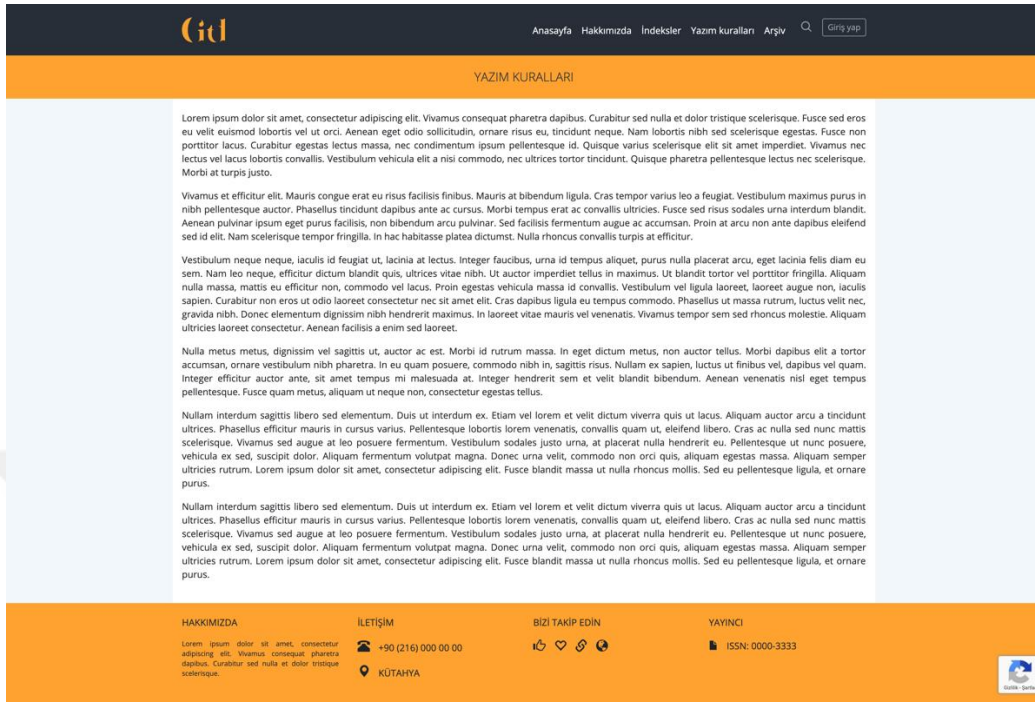 Citl
Anasayfa Hakkımızda İndeksler Yazım kuralları Arşiv Giriş yap
YAZIM KURALLARI
Lorem ipsum dolor sit amet, consectetur adipiscing elit. Vivamus consequat pharetra dapibus. Curabitur sed nulla et dolor tristique scelerisque. Fusce sed eros
eu velit euismod lobortis vel ut orci. Aenean eget odio sollicitudin, ornare risus eu, tincidunt neque. Nam lobortis nibh sed scelerisque egestas. Fusce non
porttitor lacus. Curabitur egestas lectus massa, nec condimentum ipsum pellentesque id. Quisque varius scelerisque elit sit amet imperdiet. Vivamus nec
lectus vel lacus lobortis convallis. Vestibulum vehicula elit a nisi commodo, nec ultrices tortor tincidunt. Quisque pharetra pellentesque lectus nec scelerisque.
Morbi at turpis justo.
Vivamus et efficitur elit. Mauris congue erat eu risus facilisis finibus. Mauris at bibendum ligula. Cras tempor varius leo a feugiat. Vestibulum maximus purus in
nibh pellentesque auctor. Phasellus tincidunt dapibus ante ac cursus. Morbi tempus erat ac convallis ultricies. Fusce sed risus sodales urna interdum blandit.
Aenean pulvinar ipsum eget purus facilisis, non bibendum arcu pulvinar. Sed facilisis fermentum augue ac accumsan. Proin at arcu non ante dapibus eleifend
sed id elit. Nam scelerisque tempor fringilla. In hac habitasse platea dictumst. Nulla rhoncus convallis turpis at efficitur.
Vestibulum neque neque, iaculis id feugiat ut, lacinia at lectus. Integer faucibus, urna id tempus aliquet, purus nulla placerat arcu, eget lacinia felis diam eu
sem. Nam leo neque, efficitur dictum blandit quis, ultrices vitae nibh. Ut auctor imperdiet tellus in maximus. Ut blandit tortor vel porttitor fringilla. Aliquam
nulla massa, mattis eu efficitur non, commodo vel lacus. Proin egestas vehicula massa id convallis. Vestibulum vel ligula laoreet, laoreet augue non, iaculis
sapien. Curabitur non eros ut odio laoreet consectetur nec sit amet elit. Cras dapibus ligula eu tempus commodo. Phasellus ut massa rutrum, luctus velit nec,
gravida nibh. Donec elementum dignissim nibh hendrerit maximus. In laoreet vitae mauris vel venenatis. Vivamus tempor sem sed rhoncus molestie. Aliquam
ultricies laoreet consectetur. Aenean facilisis a enim sed laoreet.
Nulla metus metus, dignissim vel sagittis ut, auctor ac est. Morbi id rutrum massa. In eget dictum metus, non auctor tellus. Morbi dapibus elit a tortor
accumsan, ornare vestibulum nibh pharetra. In eu quam posuere, commodo nibh in, sagittis risus. Nullam ex sapien, luctus ut finibus vel, dapibus vel quam.
Integer efficitur auctor ante, sit amet tempus mi malesuada at. Integer hendrerit sem et velit blandit bibendum. Aenean venenatis nisl eget tempus
pellentesque. Fusce quam metus, aliquam ut neque non, consectetur egestas tellus.
Nullam interdum sagittis libero sed elementum. Duis ut interdum ex. Etiam vel lorem et velit dictum viverra quis ut lacus. Aliquam auctor arcu a tincidunt
ultrices. Phasellus efficitur mauris in cursus varius. Pellentesque lobortis lorem venenatis, convallis quam ut, eleifend libero. Cras ac nulla sed nunc mattis
scelerisque. Vivamus sed augue at leo posuere fermentum. Vestibulum sodales justo urna, at placerat nulla hendrerit eu. Pellentesque ut nunc posuere,
vehicula ex sed, suscipit dolor. Aliquam fermentum volutpat magna. Donec urna velit, commodo non orci quis, aliquam egestas massa. Aliquam semper
ultricies rutrum. Lorem ipsum dolor sit amet, consectetur adipiscing elit. Fusce blandit massa ut nulla rhoncus mollis. Sed eu pellentesque ligula, et ornare
purus.
Nullam interdum sagittis libero sed elementum. Duis ut interdum ex. Etiam vel lorem et velit dictum viverra quis ut lacus. Aliquam auctor arcu a tincidunt
ultrices. Phasellus efficitur mauris in cursus varius. Pellentesque lobortis lorem venenatis, convallis quam ut, eleifend libero. Cras ac nulla sed nunc mattis
scelerisque. Vivamus sed augue at leo posuere fermentum. Vestibulum sodales justo urna, at placerat nulla hendrerit eu. Pellentesque ut nunc posuere,
vehicula ex sed, suscipit dolor. Aliquam fermentum volutpat magna. Donec urna velit, commodo non orci quis, aliquam egestas massa. Aliquam semper
ultricies rutrum. Lorem ipsum dolor sit amet, consectetur adipiscing elit. Fusce blandit massa ut nulla rhoncus mollis. Sed eu pellentesque ligula, et ornare
purus.
HAKKIMIZDA
Lorem ipsum dolor sit amet, consectetur
adipiscing elit. Vivamus consequat pharetra
dapibus. Curabitur sed nulla et dolor tristique
scelerisque.
İLETİŞİM
+90 (216) 000 00 00
KÜTAHYA
BİZİ TAKİP EDİN
YAYINCI
ISSN: 0000-3333
Gizlilik - Şartlar